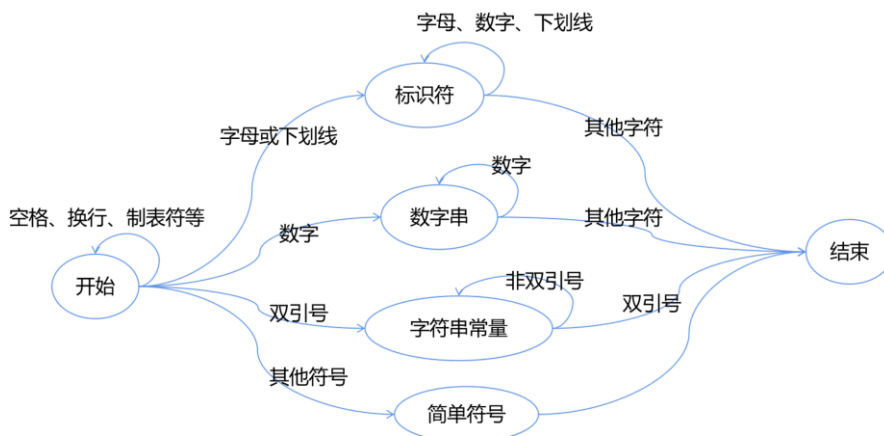 字母、数字、下划线
标识符
字母或下划线
其他字符
数字
空格、换行、制表符等
数字
数字串
其他字符
结束
开始
非双引号
双引号
字符串常量
双引号
其他符号
简单符号